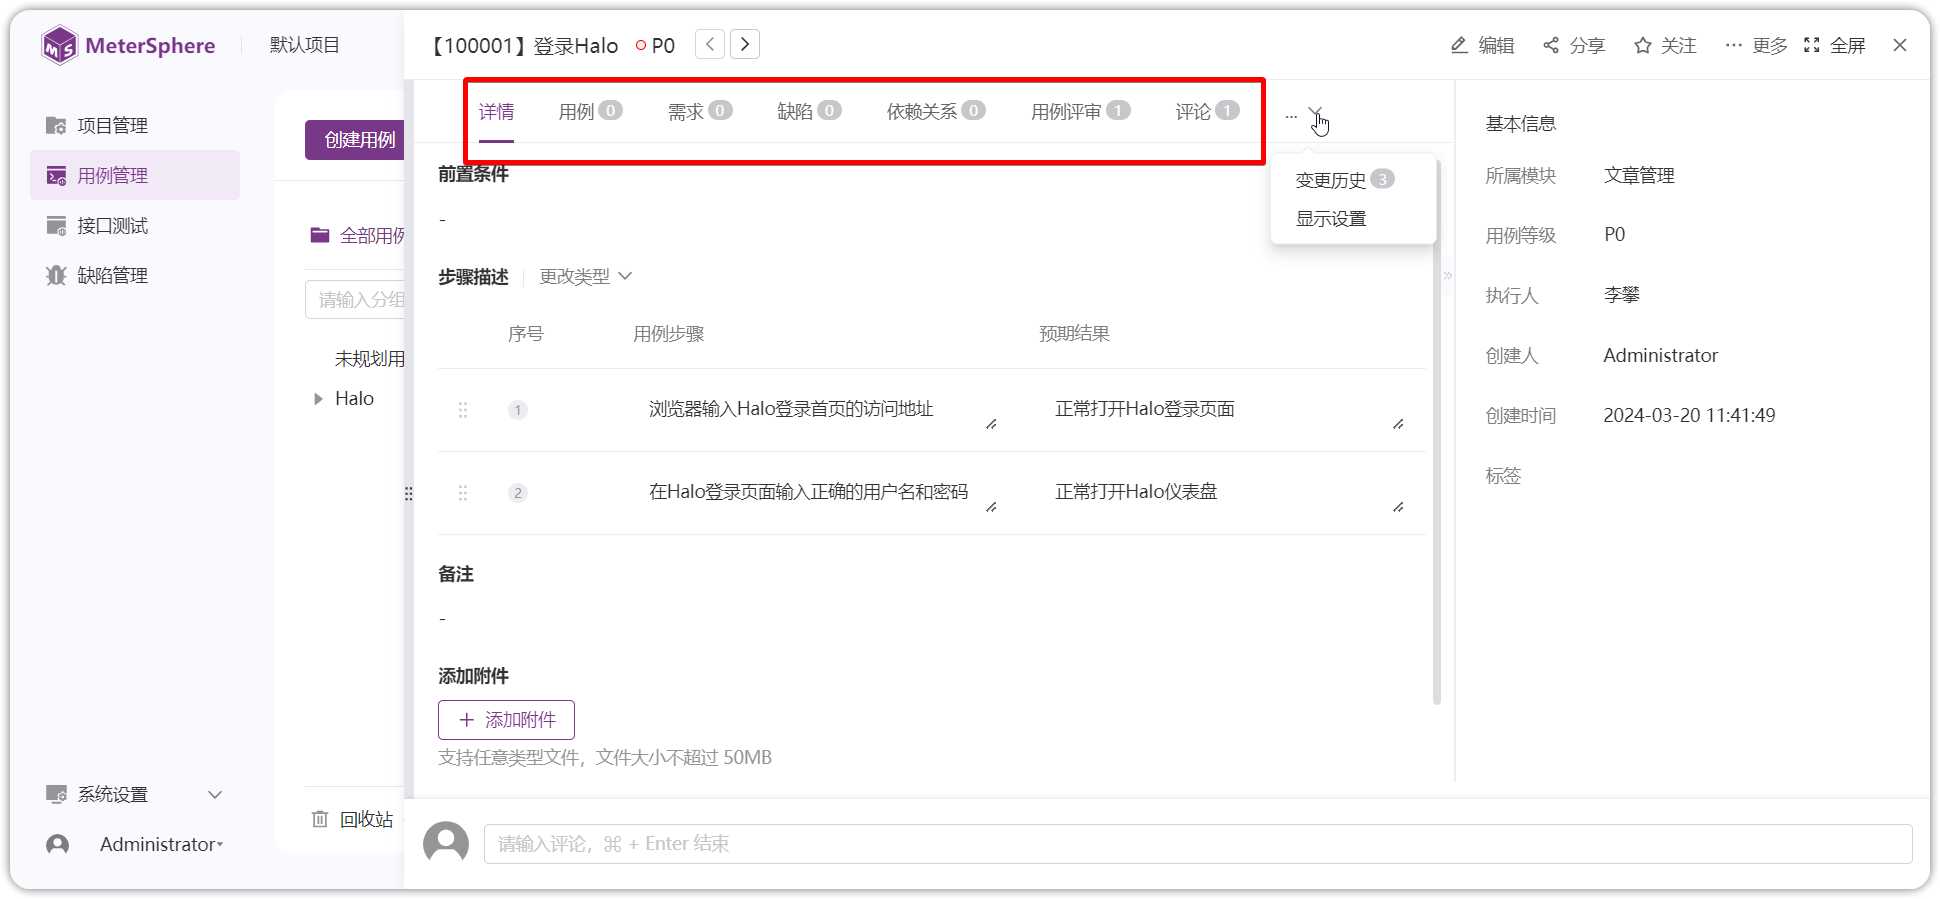 MeterSphere
默认项目
项目管理
用例管理
接口测试
缺陷管理
系统设置
Administrator
创建用例
全部用例
请输入分组
未规划用
Halo
回收站
【100001】登录Halo P0
编辑
分享
关注
更多
全屏
详情
用例 0
需求 0
缺陷 0
依赖关系 0
用例评审 1
评论 1
...
变更历史 3
显示设置
前置条件
-
步骤描述
更改类型
序号 用例步骤 预期结果
1 浏览器输入Halo登录首页的访问地址 正常打开Halo登录页面
2 在Halo登录页面输入正确的用户名和密码 正常打开Halo仪表盘
备注
-
添加附件
+ 添加附件
支持任意类型文件，文件大小不超过 50MB
基本信息
所属模块 文章管理
用例等级 P0
执行人 李攀
创建人 Administrator
创建时间 2024-03-20 11:41:49
标签
请输入评论，⌘ + Enter 结束